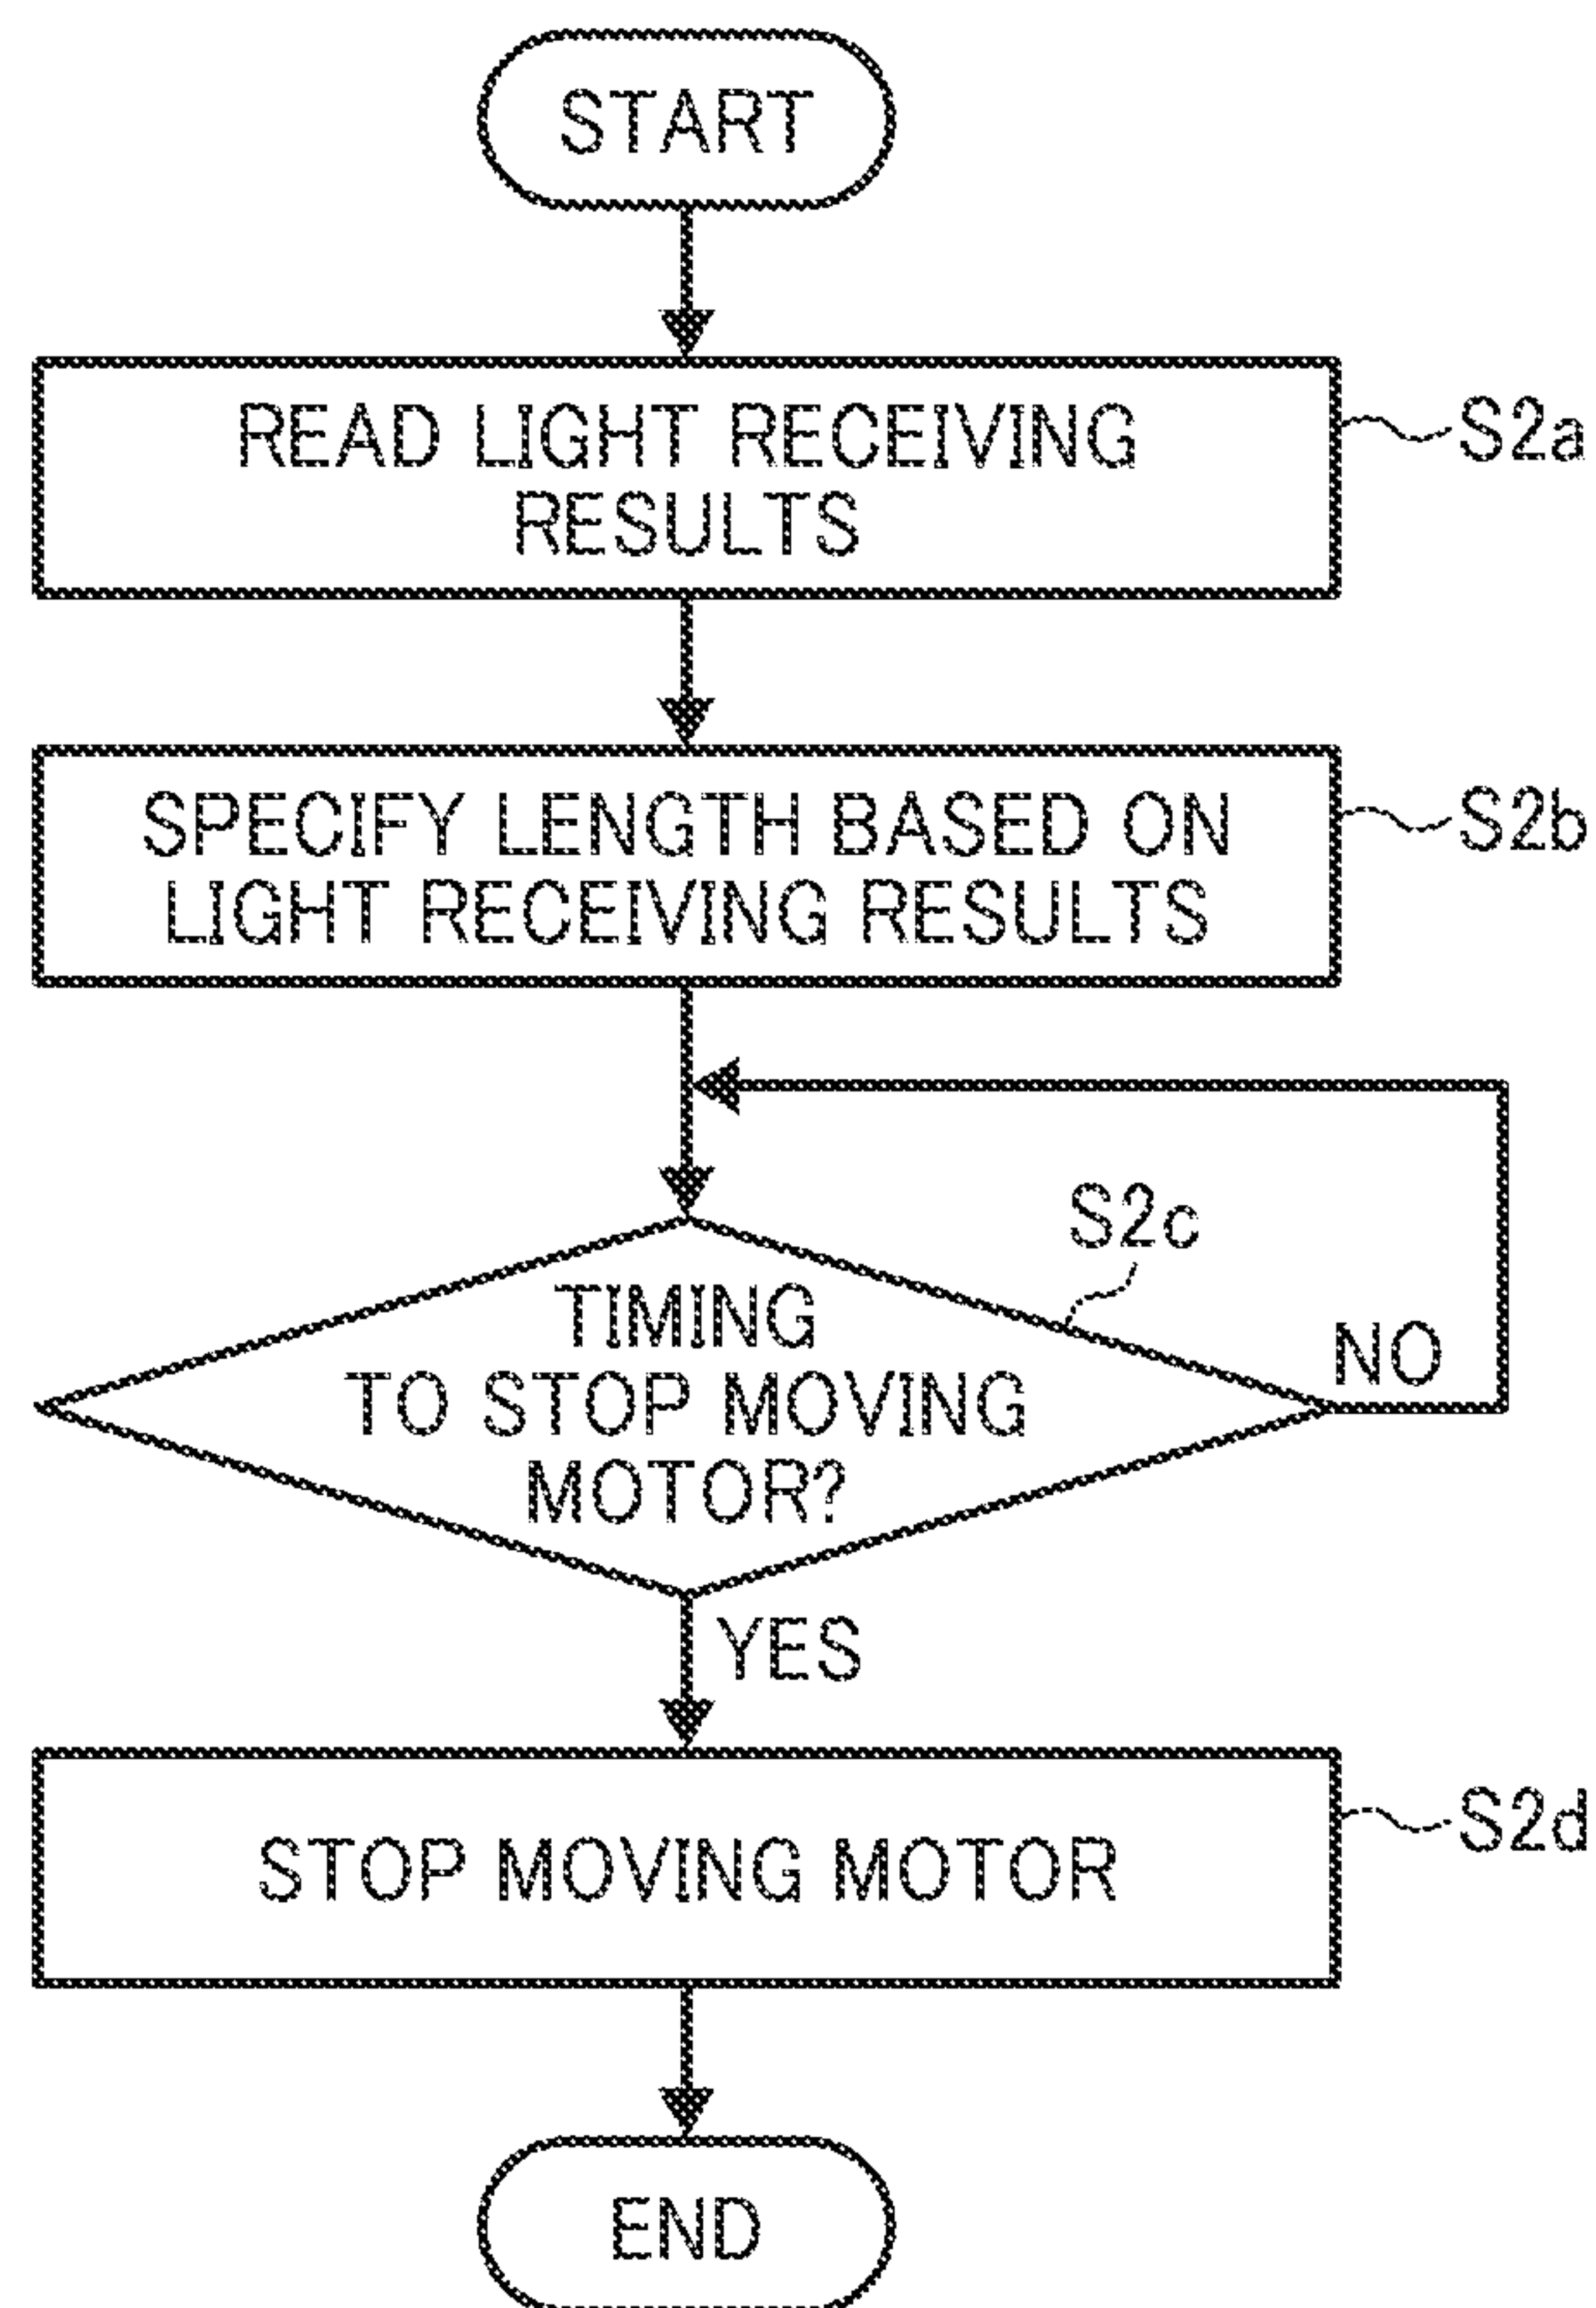 START
READ LIGHT RECEIVING
RESULTS
S2a
SPECIFY LENGTH BASED ON
LIGHT RECEIVING RESULTS
S2b
S2c
TIMING
TO STOP MOVING
MOTOR?
NO
YES
STOP MOVING MOTOR
S2d
END